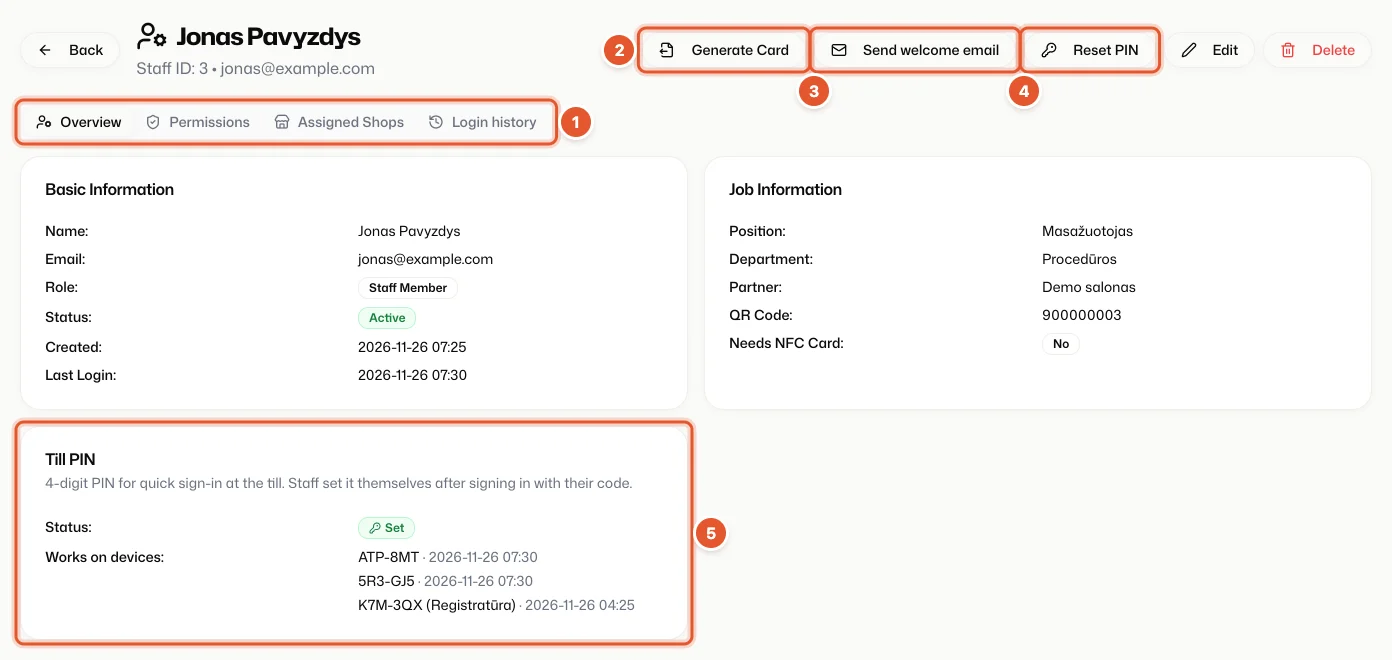 Back
Jonas Pavyzdys
Staff ID: 3 • jonas@example.com
2
Generate Card
Send welcome email
Reset PIN
Edit
Delete
3
4
Overview
Permissions
Assigned Shops
Login history
1
Basic Information
Name: Jonas Pavyzdys
Email: jonas@example.com
Role: Staff Member
Status: Active
Created: 2026-11-26 07:25
Last Login: 2026-11-26 07:30
Job Information
Position: Masažuotojas
Department: Procedūros
Partner: Demo salonas
QR Code: 900000003
Needs NFC Card: No
Till PIN
4-digit PIN for quick sign-in at the till. Staff set it themselves after signing in with their code.
Status: Set
Works on devices: ATP-8MT · 2026-11-26 07:30
5R3-GJ5 · 2026-11-26 07:30
K7M-3QX (Registratūra) · 2026-11-26 04:25
5